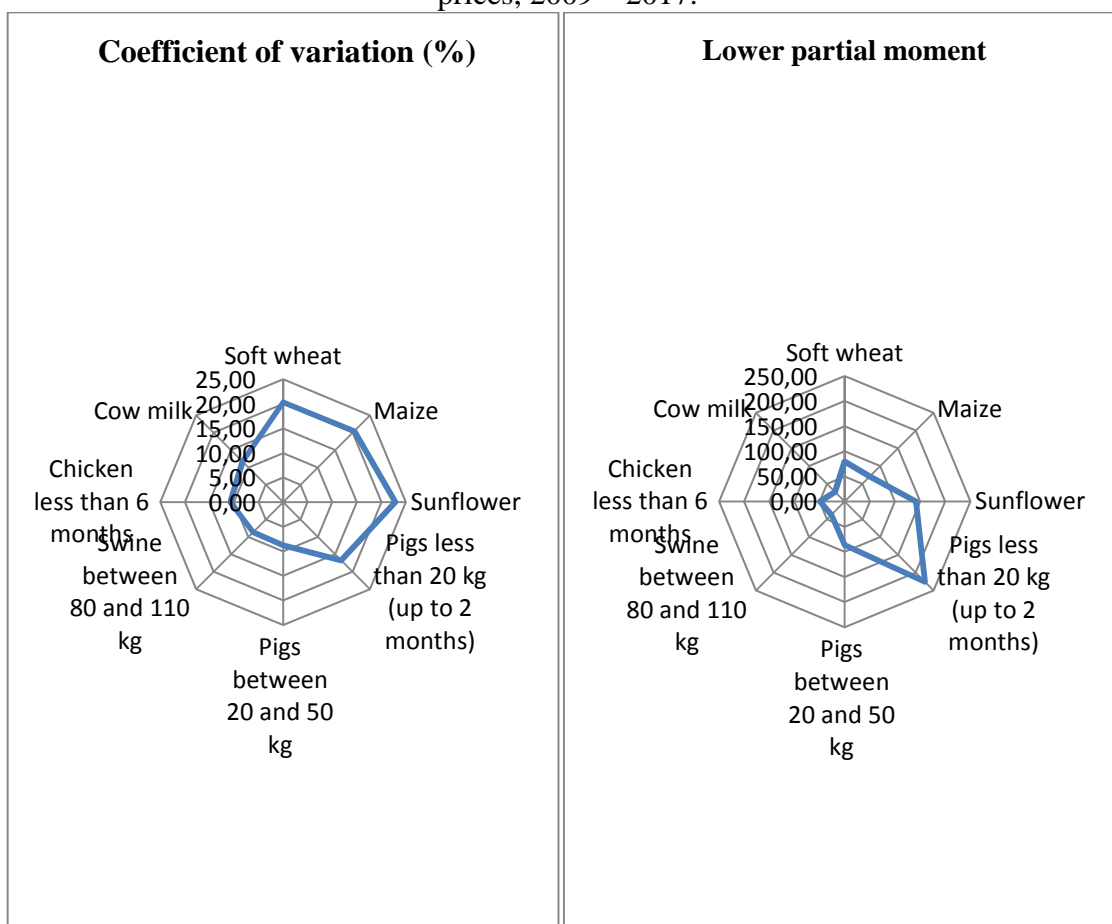 prices, 2009 – 2017.
Coefficient of variation (%)
Soft wheat
25,00
20,00
15,00
10,00
5,00
0,00
Maize
Sunflower
Pigs less
than 20 kg
(up to 2
months)
Pigs
between
20 and 50
kg
Swine
between
80 and 110
kg
Chicken
less than 6
months
Cow milk
Lower partial moment
Soft wheat
250,00
200,00
150,00
100,00
50,00
0,00
Maize
Sunflower
Pigs less
than 20 kg
(up to 2
months)
Pigs
between
20 and 50
kg
Swine
between
80 and 110
kg
Chicken
less than 6
months
Cow milk